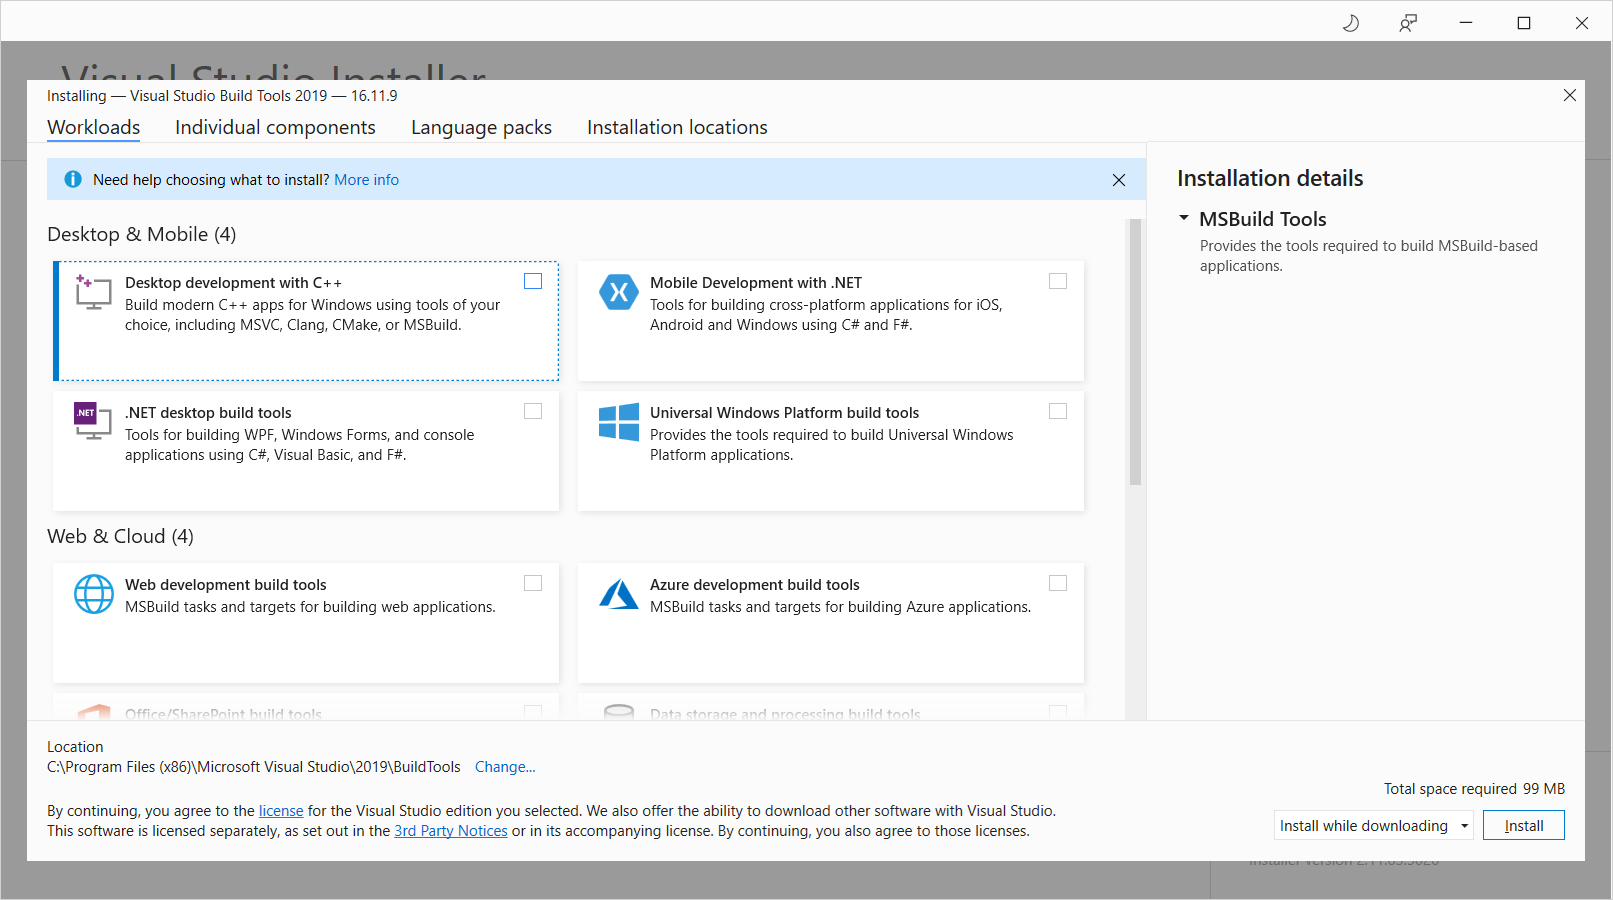 Visual Studio Installer
Installing — Visual Studio Build Tools 2019 — 16.11.9
Workloads
Individual components
Language packs
Installation locations
Need help choosing what to install? More info
Desktop & Mobile (4)
Desktop development with C++
Build modern C++ apps for Windows using tools of your
choice, including MSVC, Clang, CMake, or MSBuild.
Mobile Development with .NET
Tools for building cross-platform applications for iOS,
Android and Windows using C# and F#.
.NET
.NET desktop build tools
Tools for building WPF, Windows Forms, and console
applications using C#, Visual Basic, and F#.
Universal Windows Platform build tools
Provides the tools required to build Universal Windows
Platform applications.
Web & Cloud (4)
Web development build tools
MSBuild tasks and targets for building web applications.
Azure development build tools
MSBuild tasks and targets for building Azure applications.
Office/SharePoint build tools
Data storage and processing build tools
Installation details
MSBuild Tools
Provides the tools required to build MSBuild-based
applications.
Location
C:\Program Files (x86)\Microsoft Visual Studio\2019\BuildTools Change...
By continuing, you agree to the license for the Visual Studio edition you selected. We also offer the ability to download other software with Visual Studio.
This software is licensed separately, as set out in the 3rd Party Notices or in its accompanying license. By continuing, you also agree to those licenses.
Total space required 99 MB
Install while downloading
Install
Installer version